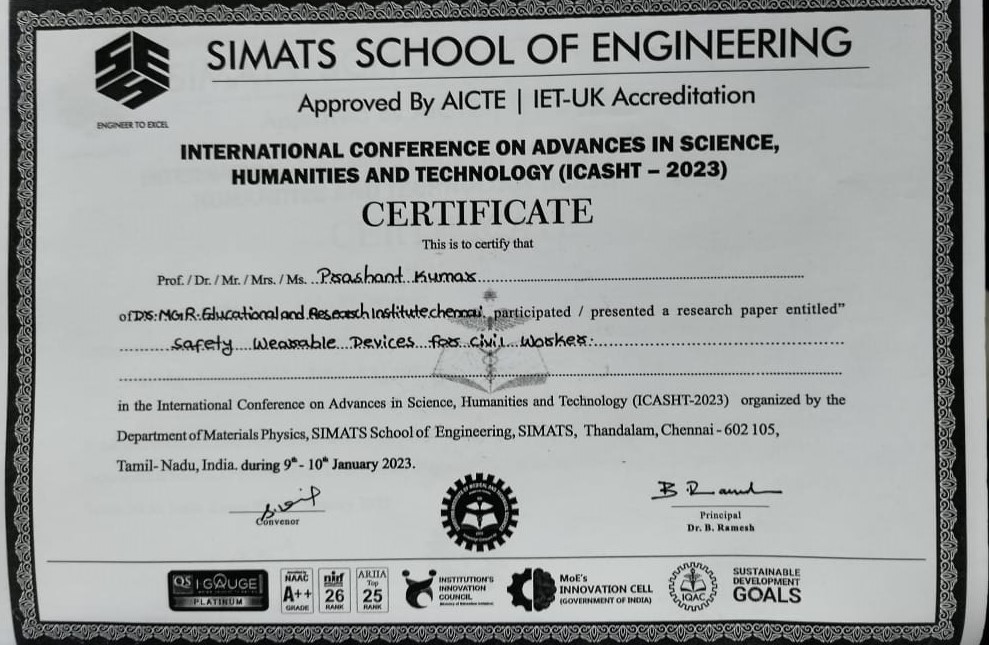 SIMATS SCHOOL OF ENGINEERING
ENGINEER TO EXCEL
Approved By AICTE | IET-UK Accreditation
INTERNATIONAL CONFERENCE ON ADVANCES IN SCIENCE,
HUMANITIES AND TECHNOLOGY (ICASHT – 2023)
CERTIFICATE
This is to certify that
Prof. / Dr. / Mr. / Mrs. / Ms. Prashant Kumar
of DR. MGR. Educational and Research Institute, chennai. participated / presented a research paper entitled”
Safety Wearable Devices for Civil Worker.
in the International Conference on Advances in Science, Humanities and Technology (ICASHT-2023) organized by the
Department of Materials Physics, SIMATS School of Engineering, SIMATS, Thandalam, Chennai - 602 105,
Tamil- Nadu, India. during 9th - 10th January 2023.
Convenor
B. Ramesh
Principal
Dr. B. Ramesh
QS I·GAUGE
PLATINUM
NAAC
A++
GRADE
nirf
26
RANK
ARIIA
Top
25
RANK
INSTITUTION'S
INNOVATION
COUNCIL
MoE's
INNOVATION CELL
(GOVERNMENT OF INDIA)
IQAC
SUSTAINABLE
DEVELOPMENT
GOALS